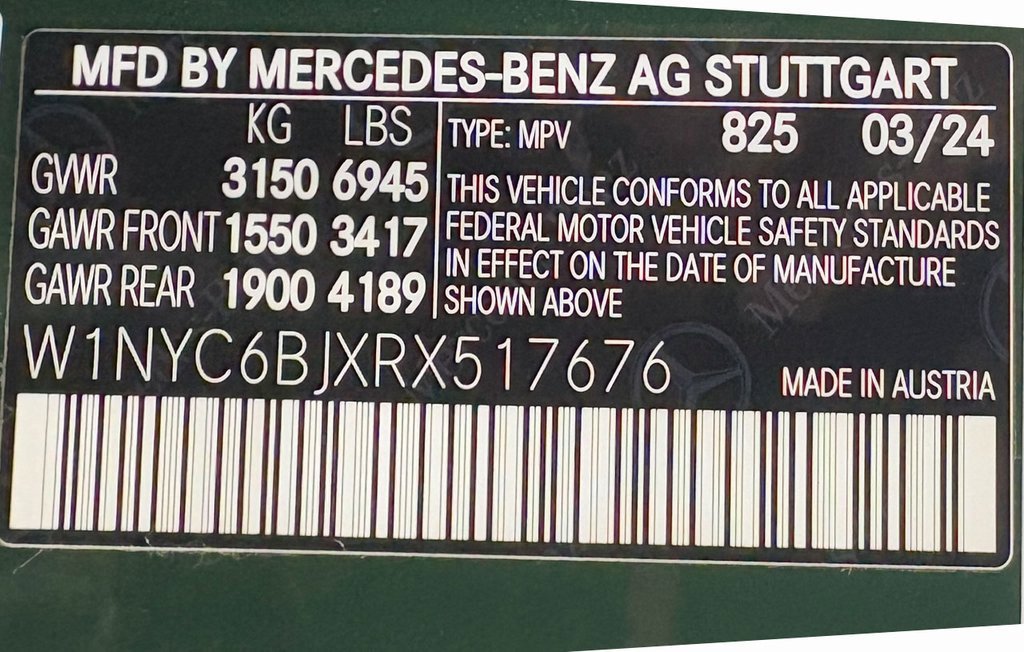 MFD BY MERCEDES-BENZ AG STUTTGART
KG LBS
GVWR 3150 6945
GAWR FRONT 1550 3417
GAWR REAR 1900 4189
TYPE: MPV 825 03/24
THIS VEHICLE CONFORMS TO ALL APPLICABLE
FEDERAL MOTOR VEHICLE SAFETY STANDARDS
IN EFFECT ON THE DATE OF MANUFACTURE
SHOWN ABOVE
W1NYC6BJXRX517676
MADE IN AUSTRIA